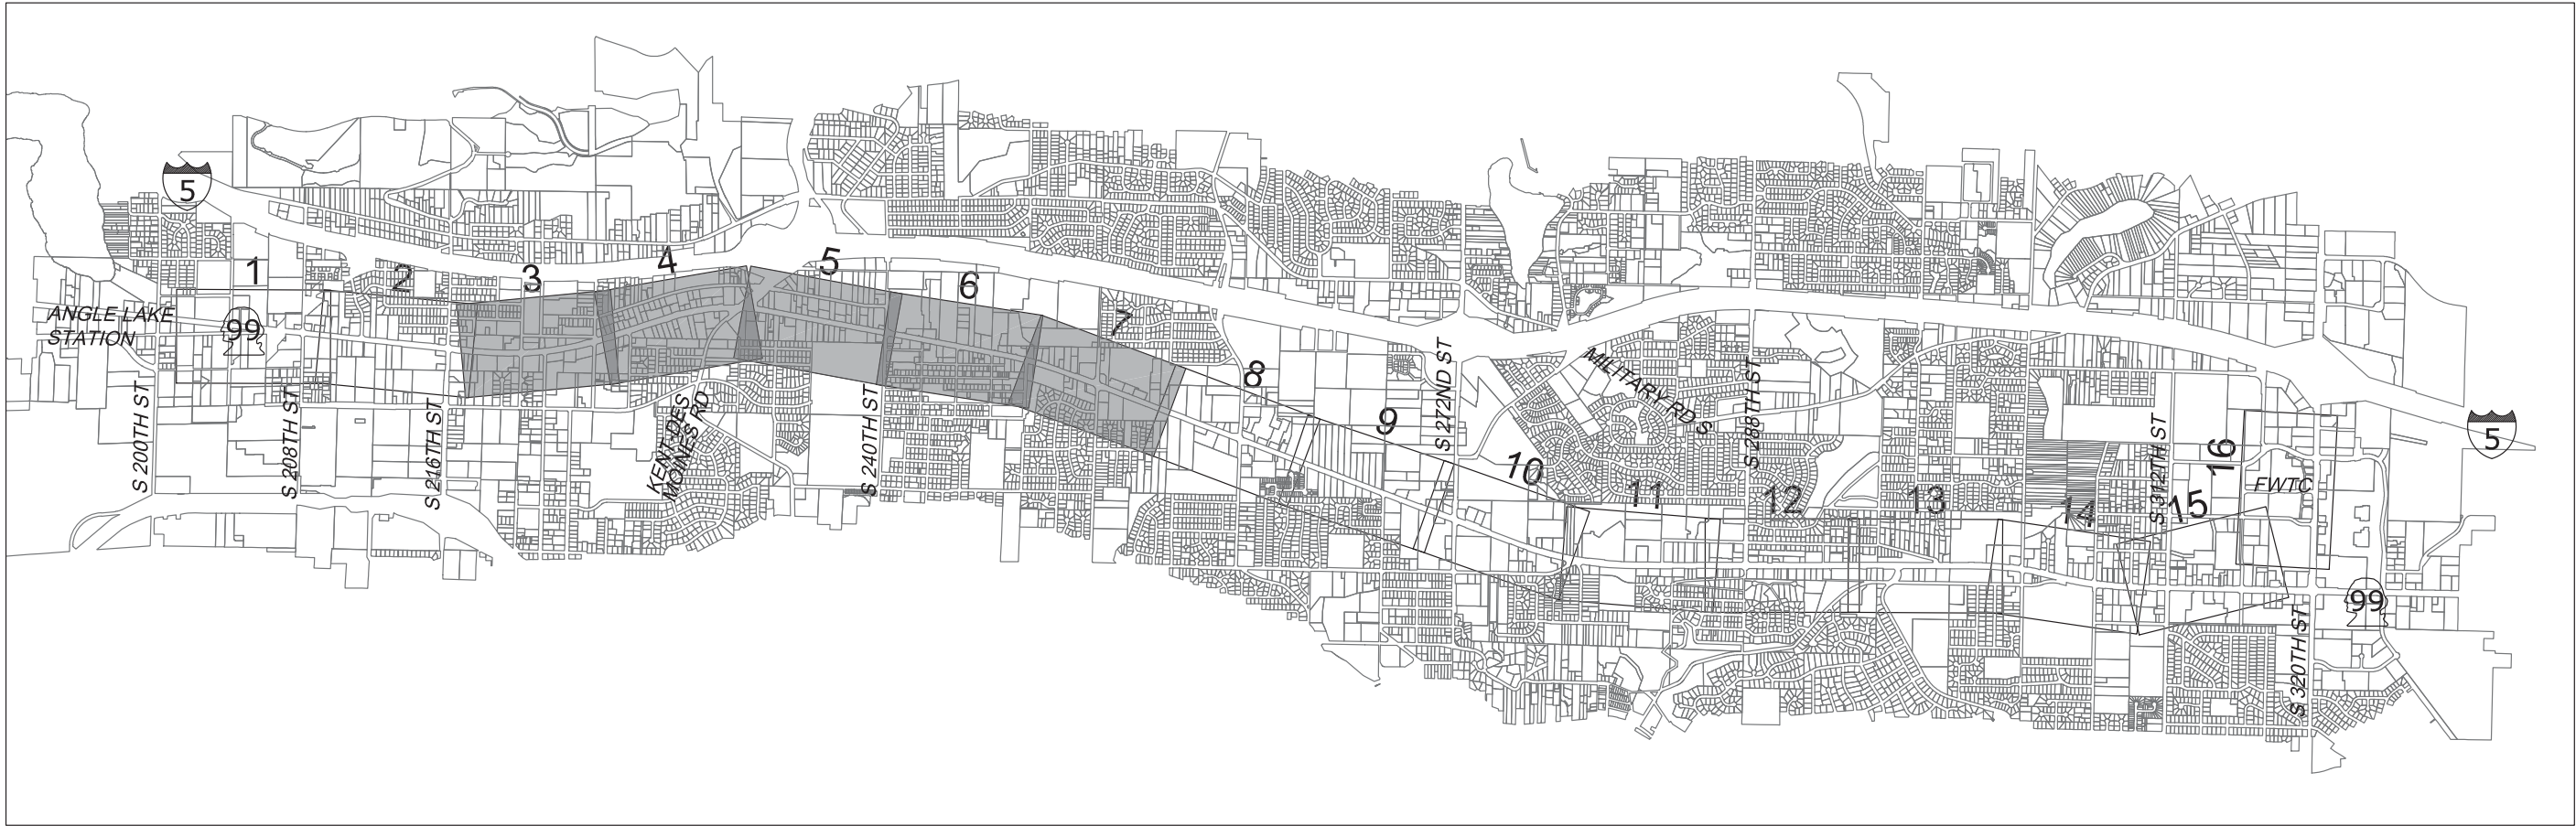 5
1
2
3
4
5
6
7
8
9
10
11
12
13
14
15
16
ANGLE LAKE
STATION
99
S 200TH ST
S 208TH ST
S 216TH ST
KENT-DES
MOINES RD
S 240TH ST
S 272ND ST
MILITARY RD S
S 288TH ST
S 312TH ST
FWTC
5
S 320TH ST
99